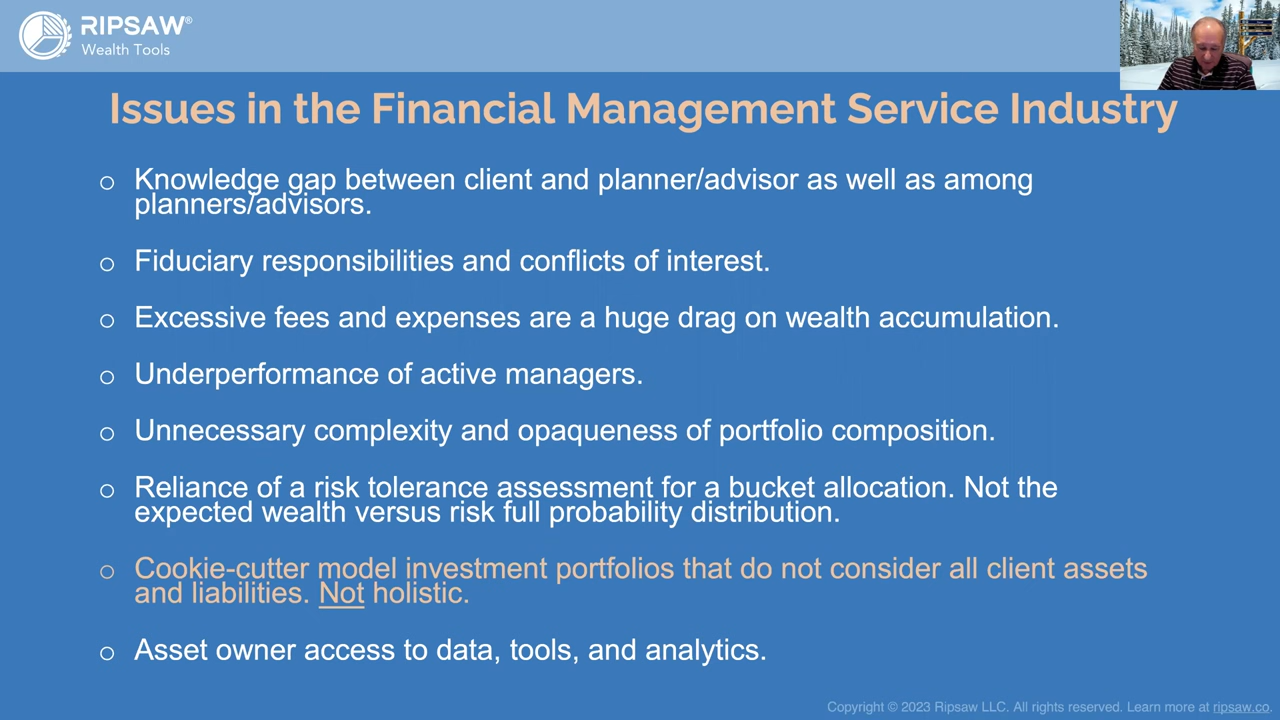 RIPSAW®
Wealth Tools
Issues in the Financial Management Service Industry
o Knowledge gap between client and planner/advisor as well as among
planners/advisors.
o Fiduciary responsibilities and conflicts of interest.
o Excessive fees and expenses are a huge drag on wealth accumulation.
o Underperformance of active managers.
o Unnecessary complexity and opaqueness of portfolio composition.
o Reliance of a risk tolerance assessment for a bucket allocation. Not the
expected wealth versus risk full probability distribution.
o Cookie-cutter model investment portfolios that do not consider all client assets
and liabilities. Not holistic.
o Asset owner access to data, tools, and analytics.
Copyright © 2023 Ripsaw LLC. All rights reserved. Learn more at ripsaw.co.